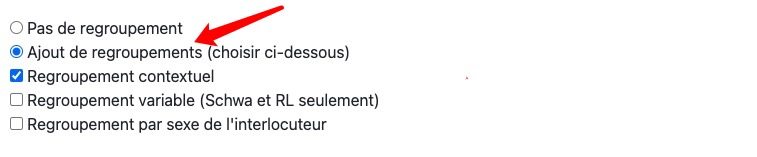 Pas de regroupement
Ajout de regroupements (choisir ci-dessous)
Regroupement contextuel
Regroupement variable (Schwa et RL seulement)
Regroupement par sexe de l'interlocuteur